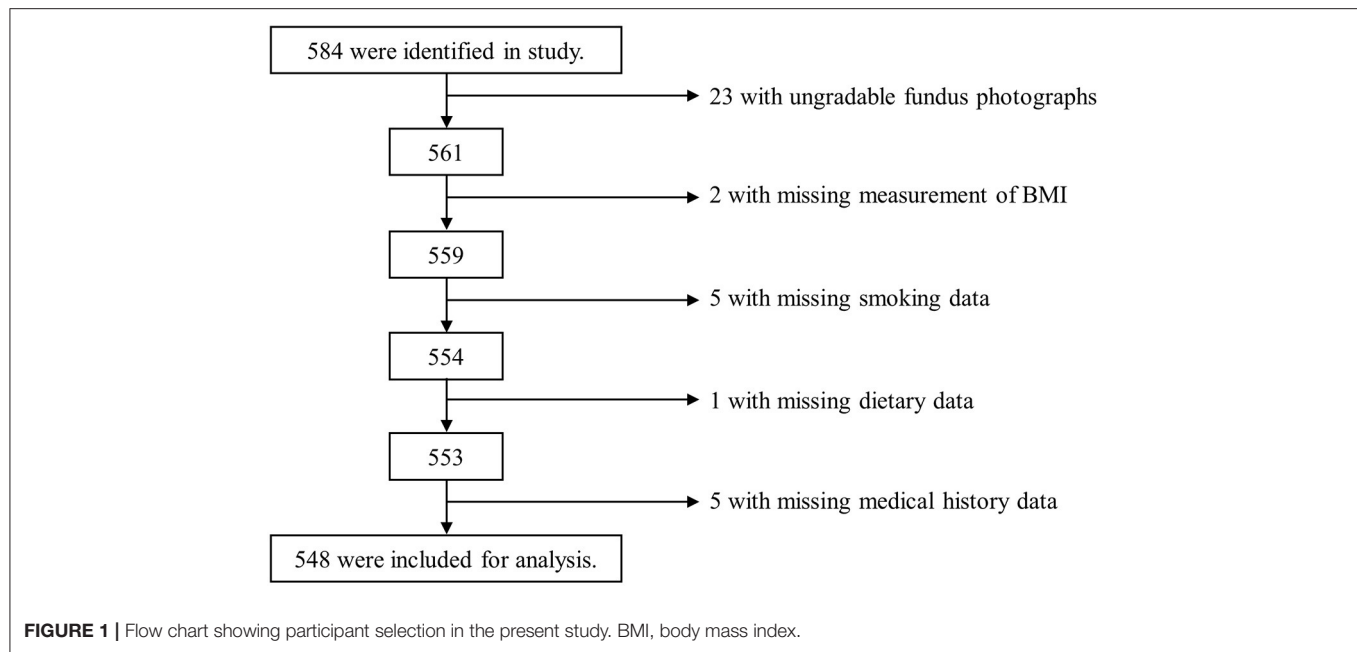 584 were identified in study.
23 with ungradable fundus photographs
561
2 with missing measurement of BMI
559
5 with missing smoking data
554
1 with missing dietary data
553
5 with missing medical history data
548 were included for analysis.
FIGURE 1 | Flow chart showing participant selection in the present study. BMI, body mass index.